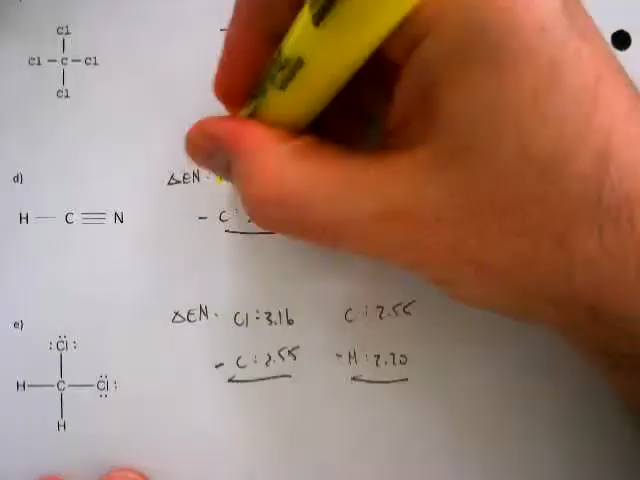 Cl
Cl C Cl
Cl
d)
ΔEN:
H — C ≡ N
- C:
e)
ΔEN. Cl:3.16 C:2.55
:Cl:
- C:2.55 -H:2.20
H C Cl:
H